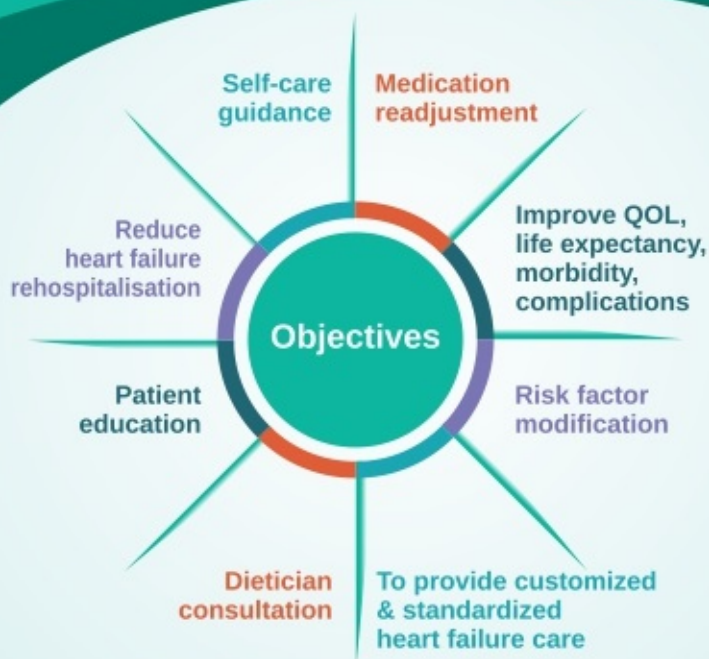 Self-care
guidance
Medication
readjustment
Improve QOL,
life expectancy,
morbidity,
complications
Risk factor
modification
To provide customized
& standardized
heart failure care
Dietician
consultation
Patient
education
Reduce
heart failure
rehospitalisation
Objectives